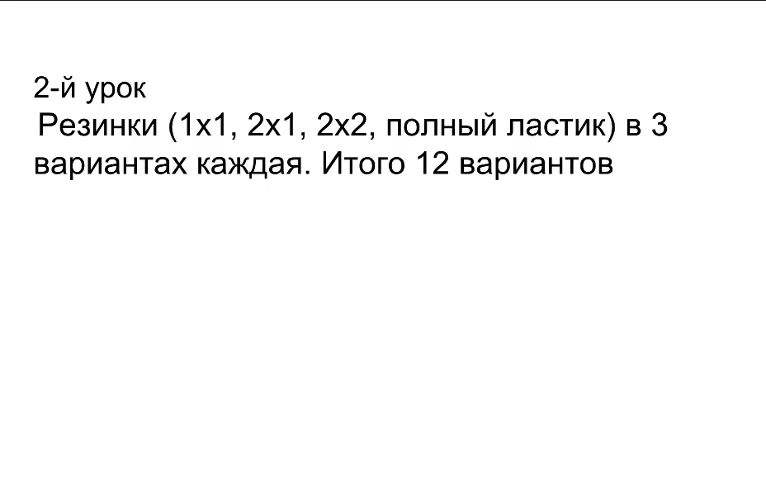 2-й урок
Резинки (1х1, 2х1, 2х2, полный ластик) в 3
вариантах каждая. Итого 12 вариантов